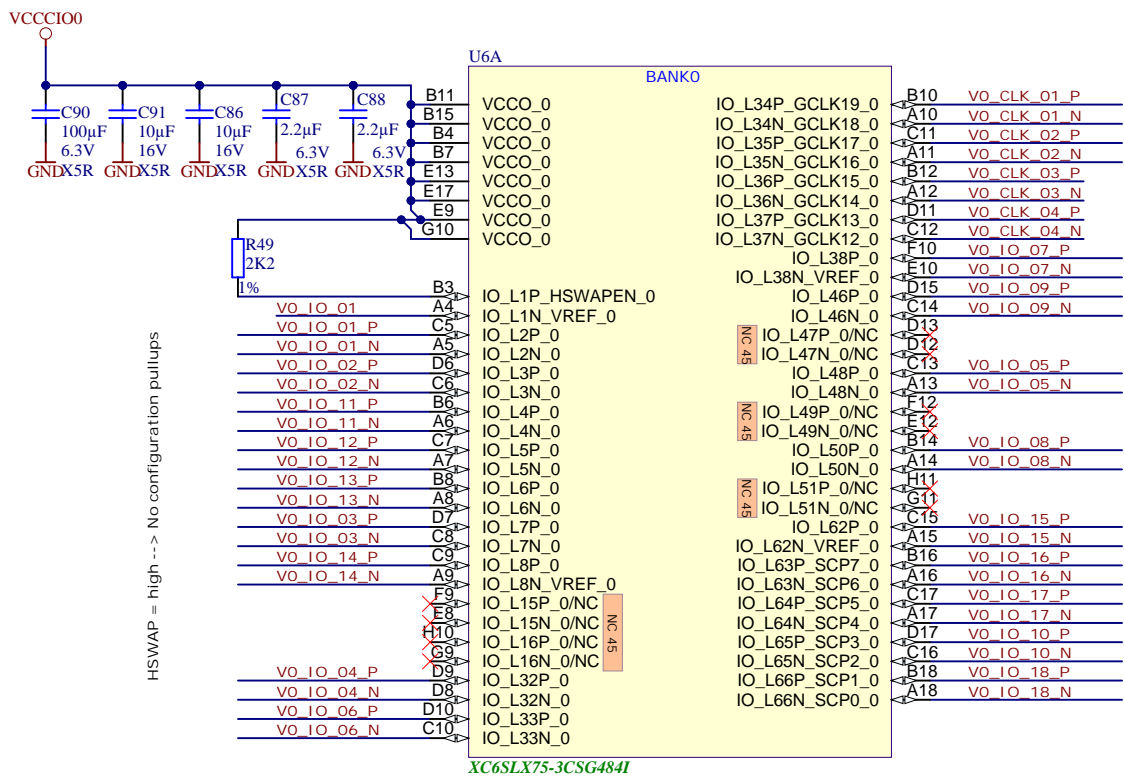 VCCCIO0
U6A
BANK0
C90
100µF
6.3V
GND X5R
C91
10µF
16V
GND X5R
C86
10µF
16V
GND X5R
C87
2.2µF
6.3V
GND X5R
C88
2.2µF
6.3V
GND X5R
R49
2K2
1%
HSWAP = high --> No configuration pullups
B11 VCCO_0
B15 VCCO_0
B4 VCCO_0
B7 VCCO_0
E13 VCCO_0
E17 VCCO_0
E9 VCCO_0
G10 VCCO_0
B3 IO_L1P_HSWAPEN_0
V0_IO_01 A4 IO_L1N_VREF_0
V0_IO_01_P C5 IO_L2P_0
V0_IO_01_N A5 IO_L2N_0
V0_IO_02_P D6 IO_L3P_0
V0_IO_02_N C6 IO_L3N_0
V0_IO_11_P B6 IO_L4P_0
V0_IO_11_N A6 IO_L4N_0
V0_IO_12_P C7 IO_L5P_0
V0_IO_12_N A7 IO_L5N_0
V0_IO_13_P B8 IO_L6P_0
V0_IO_13_N A8 IO_L6N_0
V0_IO_03_P D7 IO_L7P_0
V0_IO_03_N C8 IO_L7N_0
V0_IO_14_P C9 IO_L8P_0
V0_IO_14_N A9 IO_L8N_VREF_0
F9 IO_L15P_0/NC
E8 IO_L15N_0/NC
H10 IO_L16P_0/NC
G9 IO_L16N_0/NC
NC 45
V0_IO_04_P D9 IO_L32P_0
V0_IO_04_N D8 IO_L32N_0
V0_IO_06_P D10 IO_L33P_0
V0_IO_06_N C10 IO_L33N_0
IO_L34P_GCLK19_0 B10 V0_CLK_01_P
IO_L34N_GCLK18_0 A10 V0_CLK_01_N
IO_L35P_GCLK17_0 C11 V0_CLK_02_P
IO_L35N_GCLK16_0 A11 V0_CLK_02_N
IO_L36P_GCLK15_0 B12 V0_CLK_03_P
IO_L36N_GCLK14_0 A12 V0_CLK_03_N
IO_L37P_GCLK13_0 D11 V0_CLK_04_P
IO_L37N_GCLK12_0 C12 V0_CLK_04_N
IO_L38P_0 F10 V0_IO_07_P
IO_L38N_VREF_0 E10 V0_IO_07_N
IO_L46P_0 D15 V0_IO_09_P
IO_L46N_0 C14 V0_IO_09_N
NC 45
IO_L47P_0/NC D13
IO_L47N_0/NC D12
IO_L48P_0 C13 V0_IO_05_P
IO_L48N_0 A13 V0_IO_05_N
NC 45
IO_L49P_0/NC F12
IO_L49N_0/NC E12
IO_L50P_0 B14 V0_IO_08_P
IO_L50N_0 A14 V0_IO_08_N
NC 45
IO_L51P_0/NC H11
IO_L51N_0/NC G11
IO_L62P_0 C15 V0_IO_15_P
IO_L62N_VREF_0 A15 V0_IO_15_N
IO_L63P_SCP7_0 B16 V0_IO_16_P
IO_L63N_SCP6_0 A16 V0_IO_16_N
IO_L64P_SCP5_0 C17 V0_IO_17_P
IO_L64N_SCP4_0 A17 V0_IO_17_N
IO_L65P_SCP3_0 D17 V0_IO_10_P
IO_L65N_SCP2_0 C16 V0_IO_10_N
IO_L66P_SCP1_0 B18 V0_IO_18_P
IO_L66N_SCP0_0 A18 V0_IO_18_N
XC6SLX75-3CSG484I